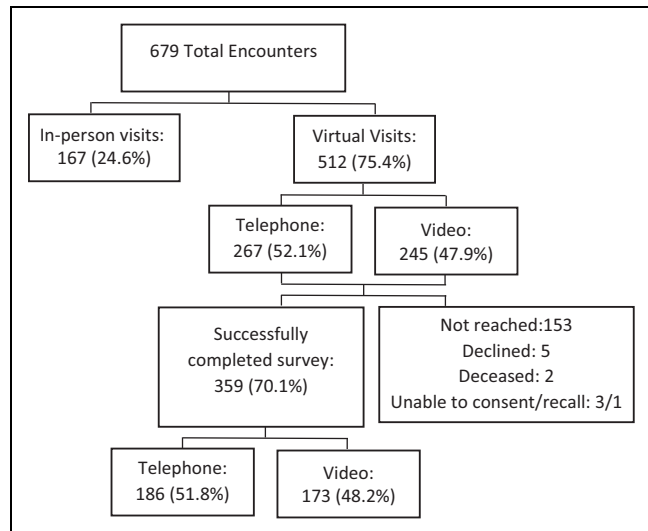 679 Total Encounters
In-person visits:
167 (24.6%)
Virtual Visits:
512 (75.4%)
Telephone:
267 (52.1%)
Video:
245 (47.9%)
Successfully
completed survey:
359 (70.1%)
Not reached:153
Declined: 5
Deceased: 2
Unable to consent/recall: 3/1
Telephone:
186 (51.8%)
Video:
173 (48.2%)